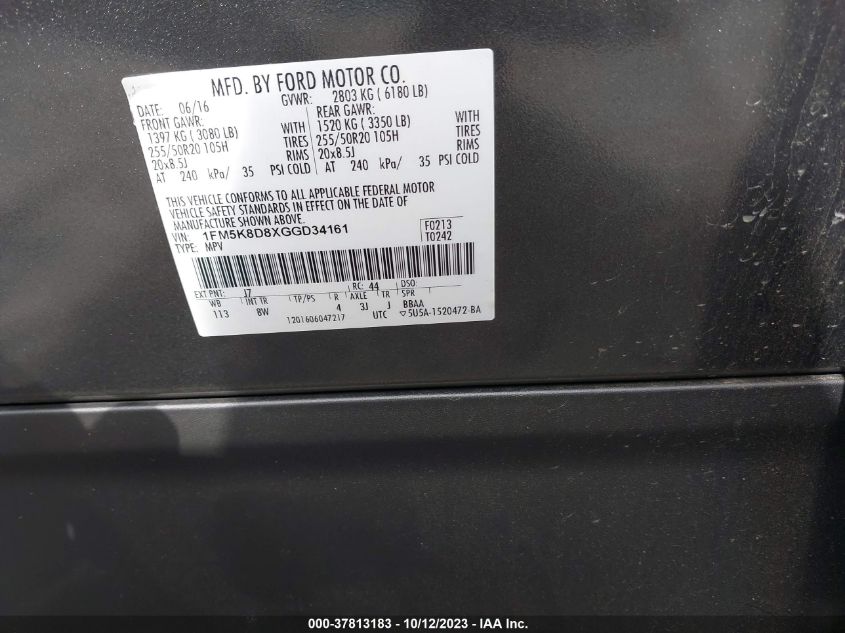 MFD. BY FORD MOTOR CO.
DATE: 06/16 GVWR: 2803 KG ( 6180 LB)
FRONT GAWR: REAR GAWR:
1397 KG ( 3080 LB) WITH 1520 KG ( 3350 LB) WITH
255/50R20 105H TIRES 255/50R20 105H TIRES
20x8.5J RIMS 20x8.5J RIMS
AT 240 kPa/ 35 PSI COLD AT 240 kPa/ 35 PSI COLD
THIS VEHICLE CONFORMS TO ALL APPLICABLE FEDERAL MOTOR
VEHICLE SAFETY STANDARDS IN EFFECT ON THE DATE OF
MANUFACTURE SHOWN ABOVE.
VIN: 1FM5K8D8XGGD34161 F0213
TYPE: MPV T0242
EXT PNT: J7 RC: 44 DSO:
WB INT TR TP/PS R AXLE TR SPR
113 8W 4 3J J BBAA
1201606047217 UTC ▽5U5A-1520472-BA
000-37813183 - 10/12/2023 - IAA Inc.